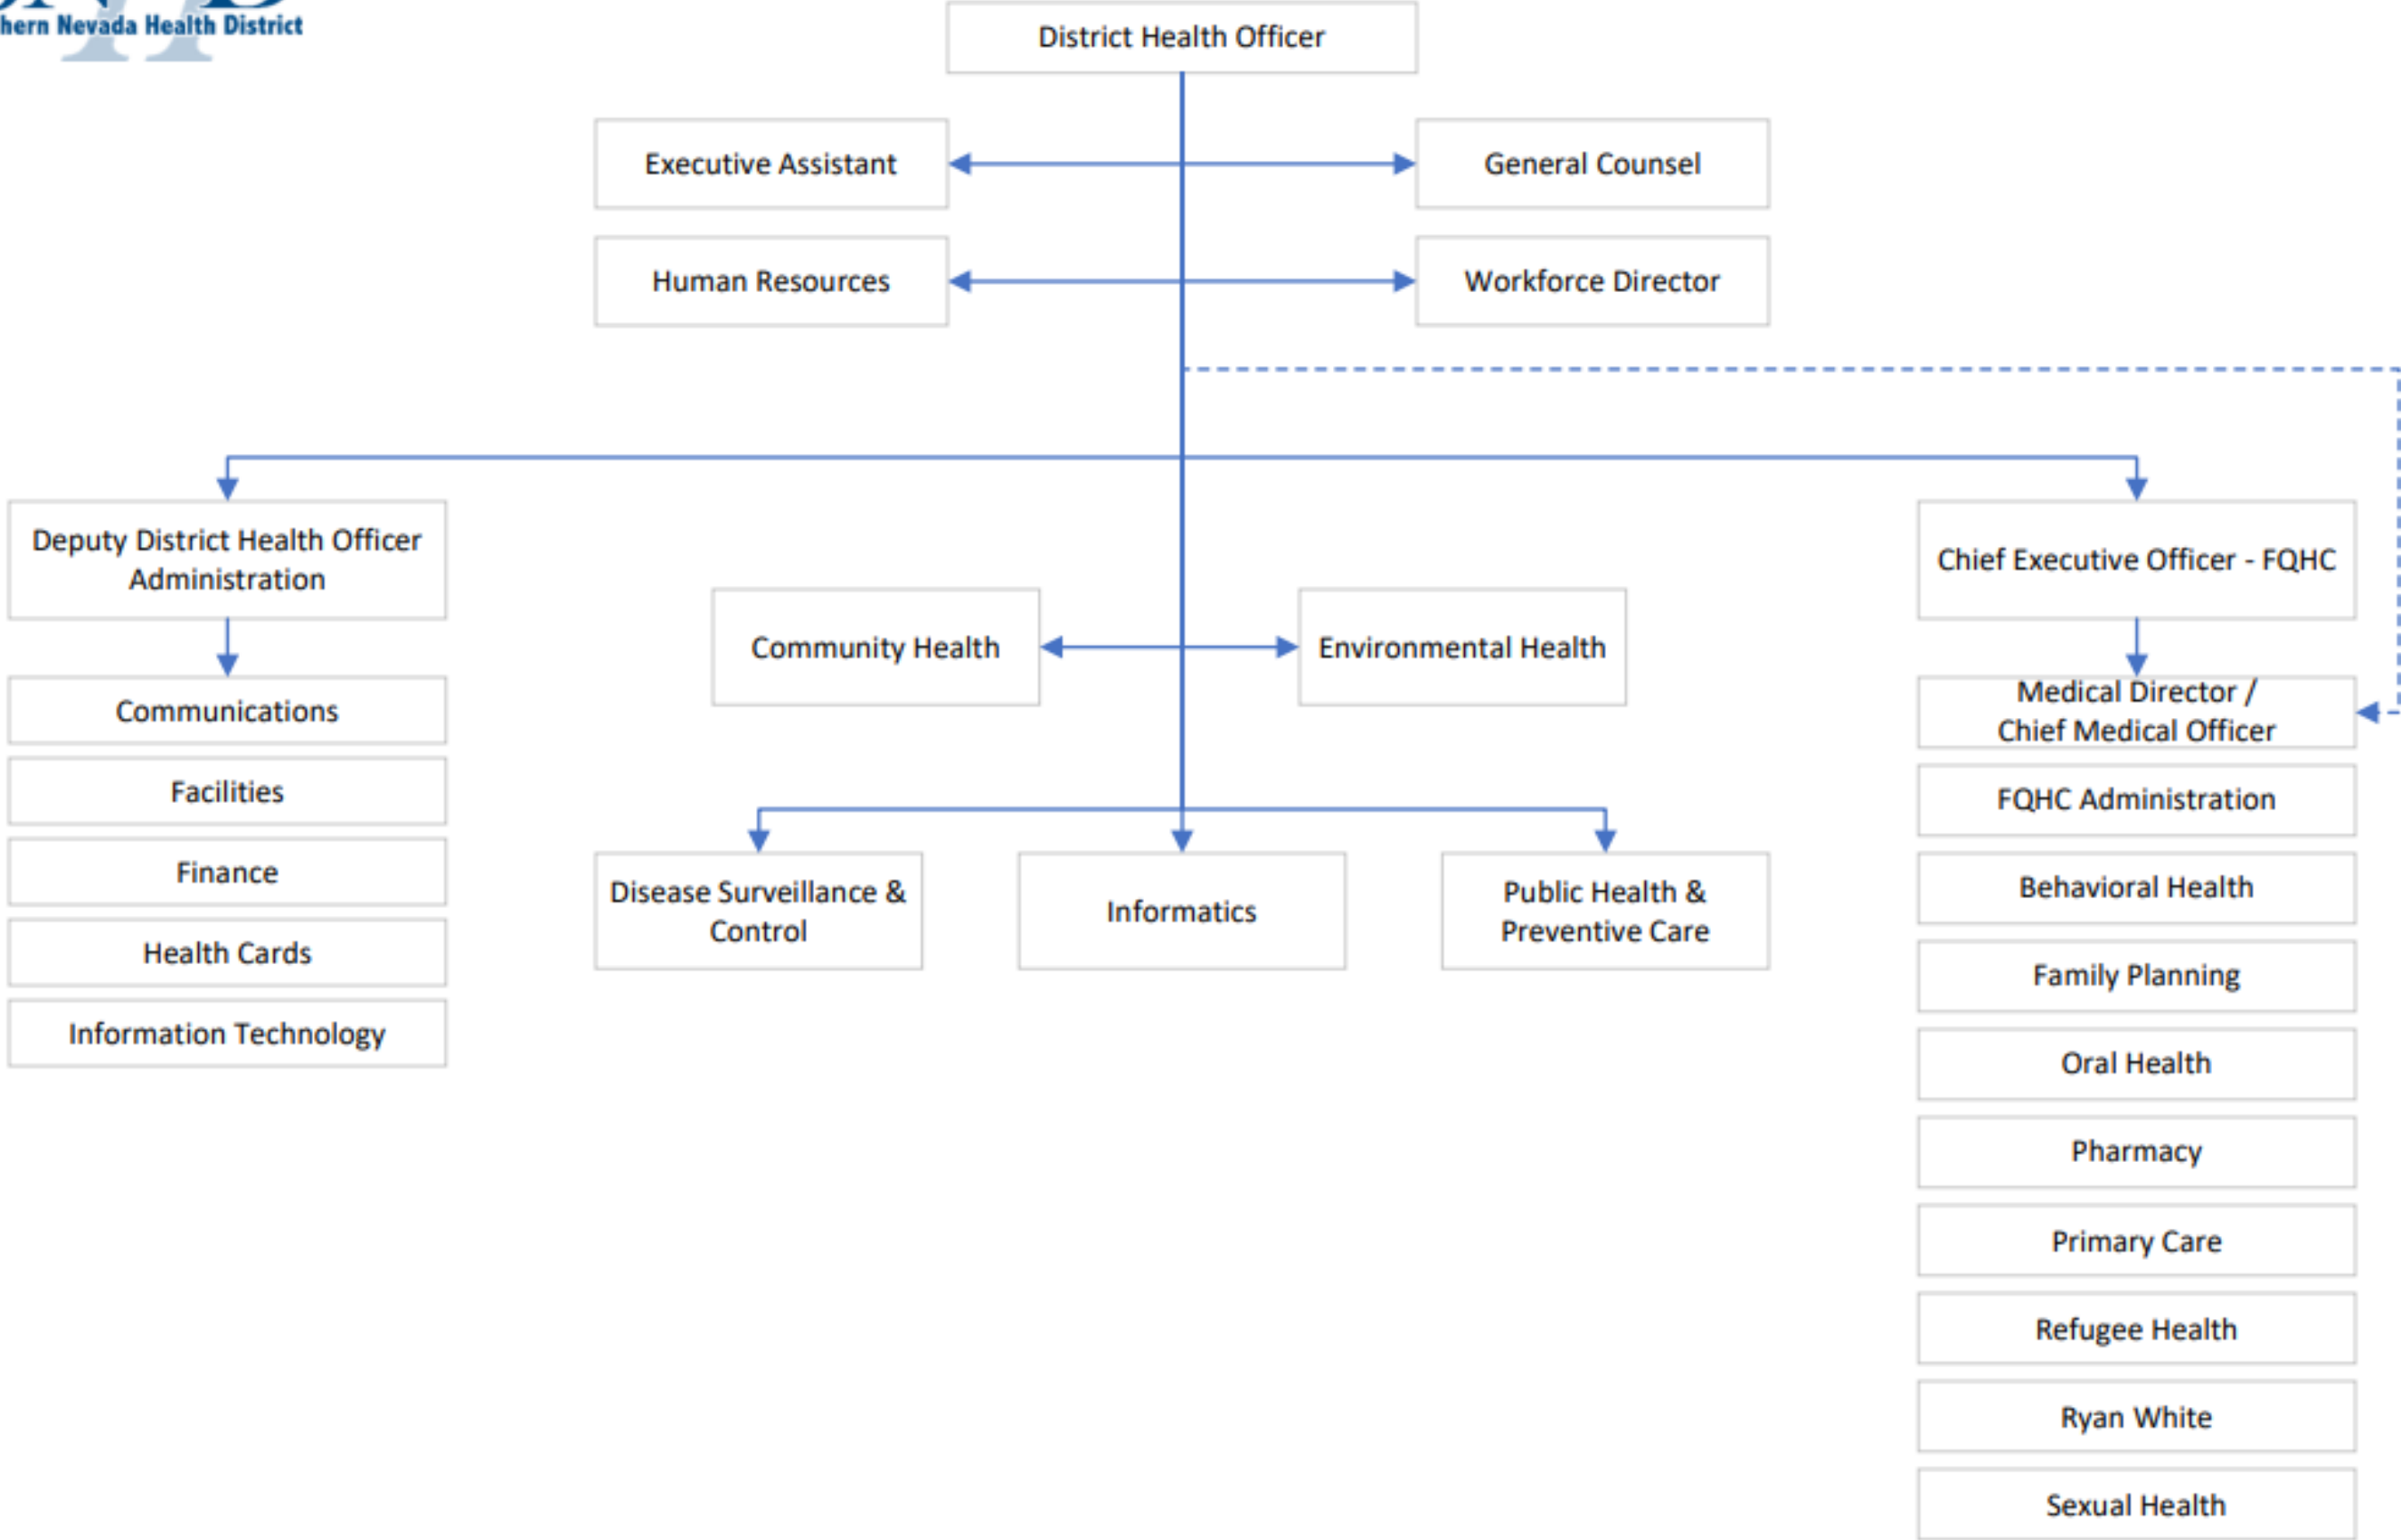 Nevada Health District
District Health Officer
Executive Assistant
General Counsel
Human Resources
Workforce Director
Deputy District Health Officer
Administration
Chief Executive Officer - FQHC
Community Health
Environmental Health
Communications
Facilities
Finance
Health Cards
Information Technology
Disease Surveillance &
Control
Informatics
Public Health &
Preventive Care
Medical Director /
Chief Medical Officer
FQHC Administration
Behavioral Health
Family Planning
Oral Health
Pharmacy
Primary Care
Refugee Health
Ryan White
Sexual Health